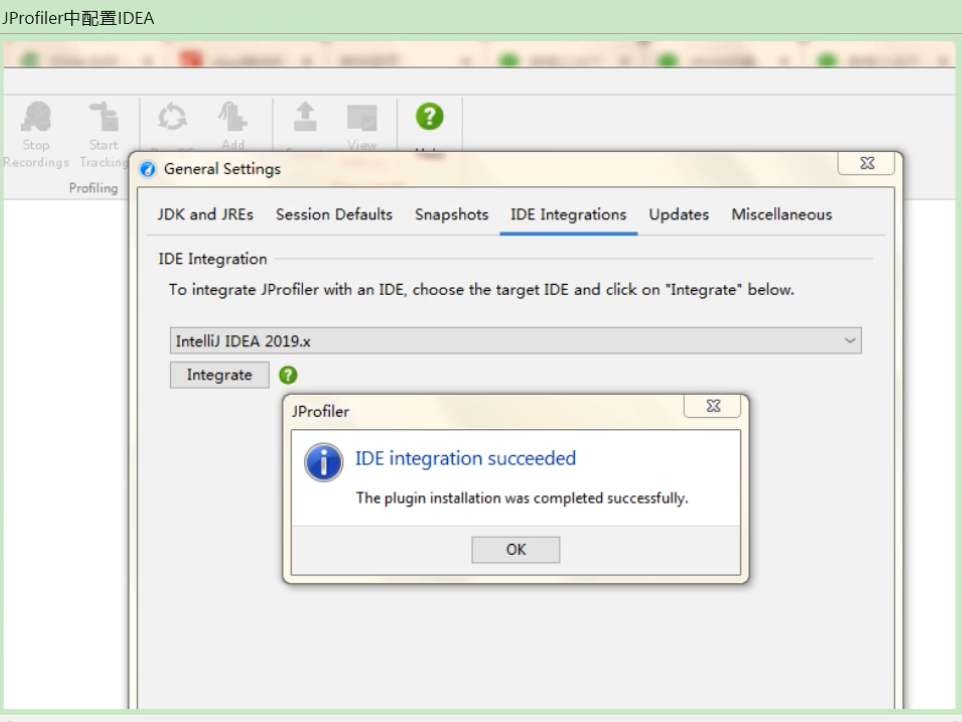 JProfiler中配置IDEA
Stop
Recordings
Start
Tracking
Add
View
Help
Profiling
General Settings
JDK and JREs Session Defaults Snapshots IDE Integrations Updates Miscellaneous
IDE Integration
To integrate JProfiler with an IDE, choose the target IDE and click on "Integrate" below.
IntelliJ IDEA 2019.x
Integrate
JProfiler
IDE integration succeeded
The plugin installation was completed successfully.
OK